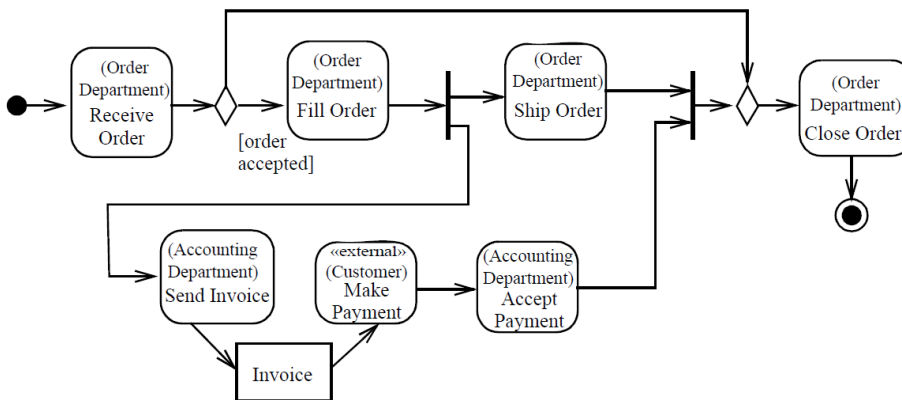 (Order
Department)
Receive
Order
(Order
Department)
Fill Order
[order
accepted]
(Order
Department)
Ship Order
(Order
Department)
Close Order
(Accounting
Department)
Send Invoice
«external»
(Customer)
Make
Payment
(Accounting
Department)
Accept
Payment
Invoice